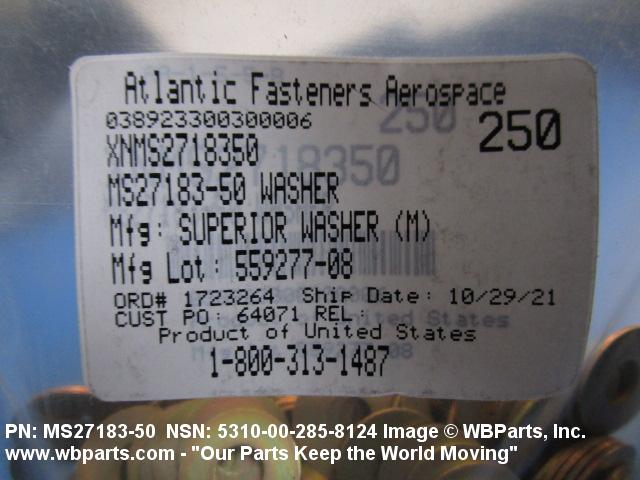 Atlantic Fasteners Aerospace
038923300300006
250
XNMS2718350
MS27183-50 WASHER
Mfg: SUPERIOR WASHER (M)
Mfg Lot: 559277-08
ORD# 1723264 Ship Date: 10/29/21
CUST PO: 64071 REL:
Product of United States
1-800-313-1487
PN: MS27183-50 NSN: 5310-00-285-8124 Image © WBParts, Inc.
www.wbparts.com - "Our Parts Keep the World Moving"